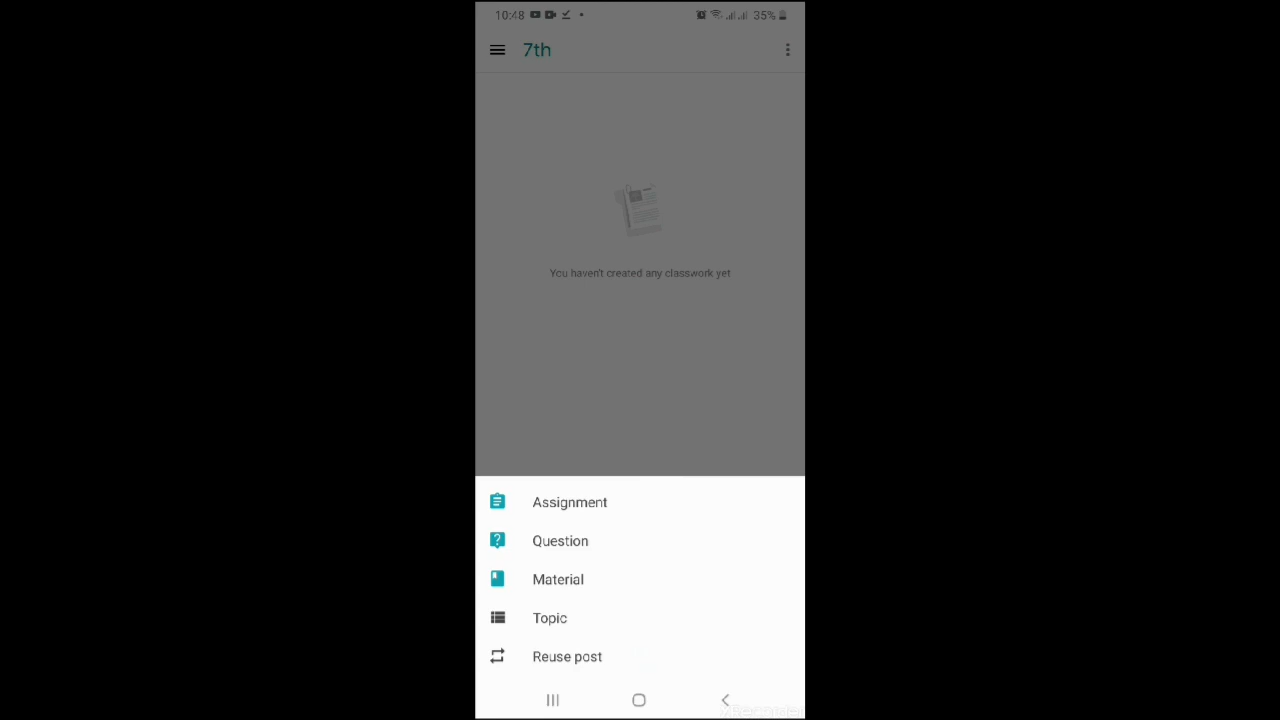 10:48 35%
7th
You haven't created any classwork yet
Assignment
Question
Material
Topic
Reuse post